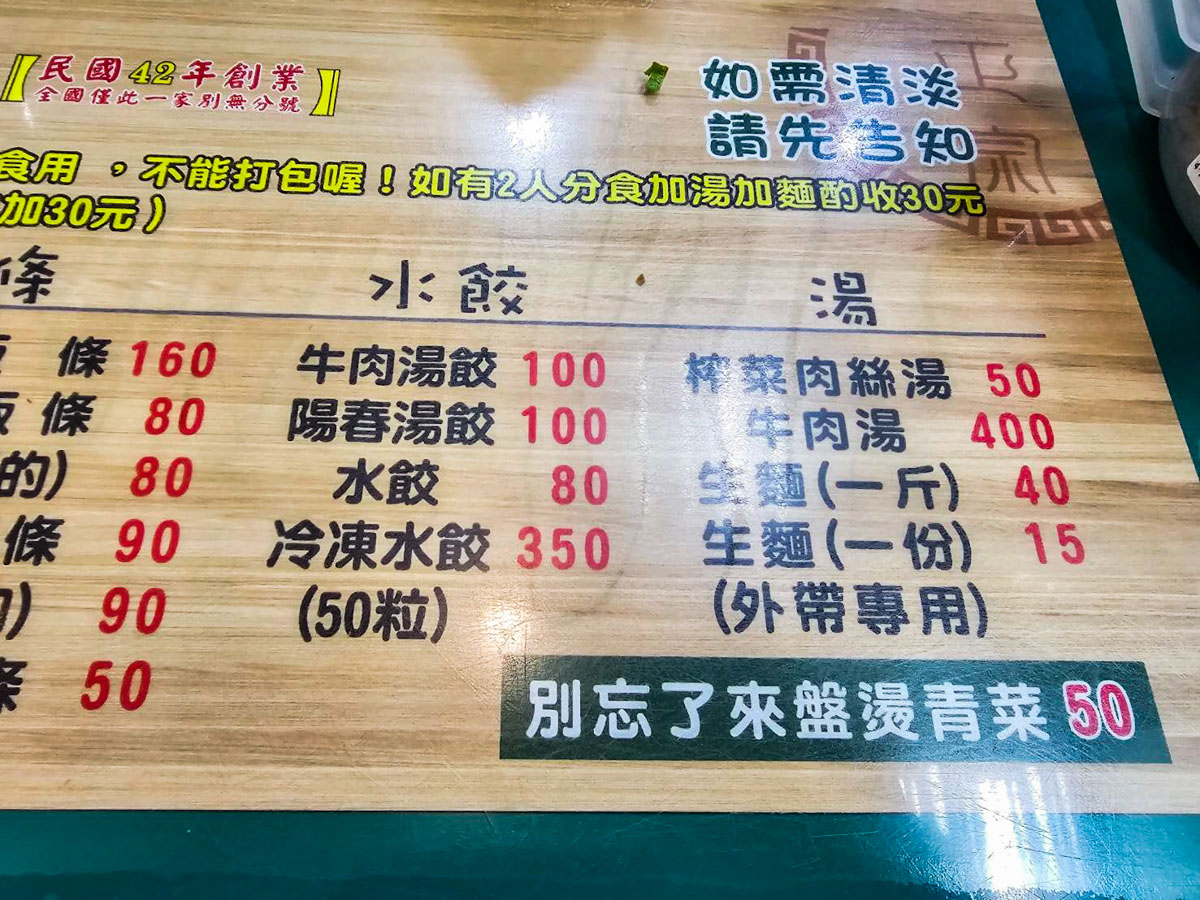 民國42年創業
全國僅此一家別無分號
如需清淡
請先告知
食用 ，不能打包喔！如有2人分食加湯加麵酌收30元
加30元）
條
條 160
條 80
的) 80
條 90
90
條 50
水餃
牛肉湯餃 100
陽春湯餃 100
水餃 80
冷凍水餃 350
(50粒)
湯
榨菜肉絲湯 50
牛肉湯 400
生麵(一斤) 40
生麵(一份) 15
(外帶專用)
別忘了來盤燙青菜50